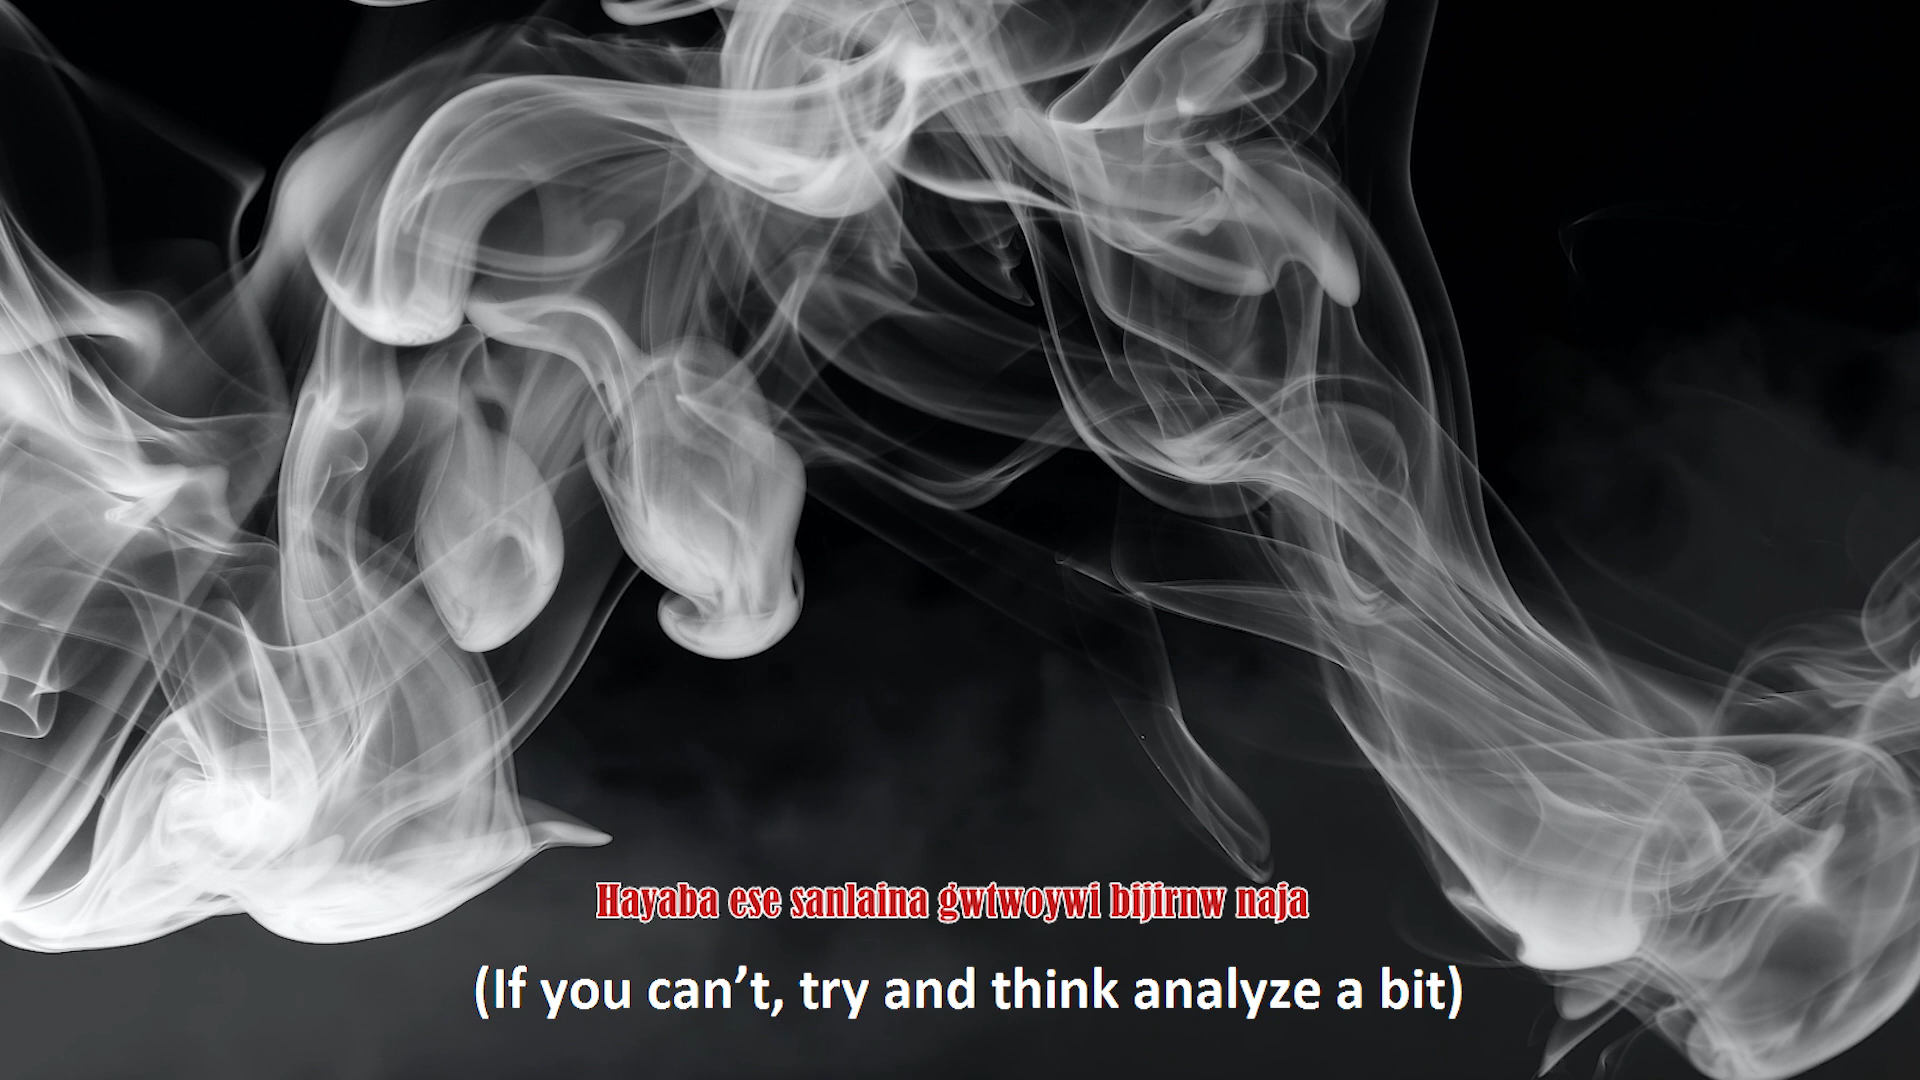 Hayaba ese sanlaina gwtwoywi bijirnw naja
(If you can’t, try and think analyze a bit)